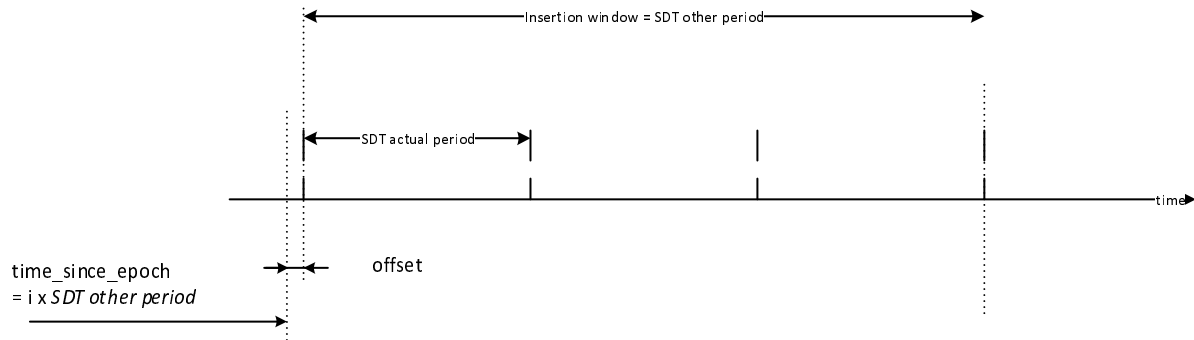 Insertion window = SDT other period
SDT actual period
time
time_since_epoch
= i x SDT other period
offset